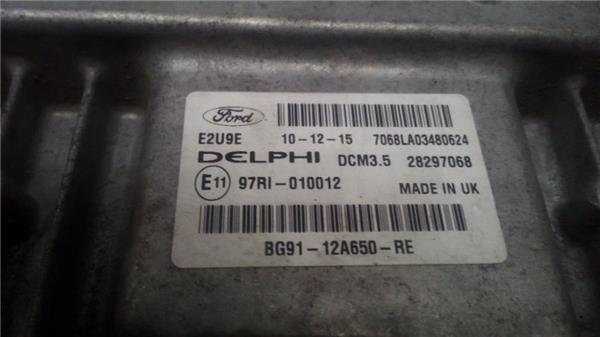 Ford
E2U9E 10-12-15 7068LA03480624
DELPHI DCM3.5 28297068
E11 97RI-010012 MADE IN UK
BG91-12A650-RE